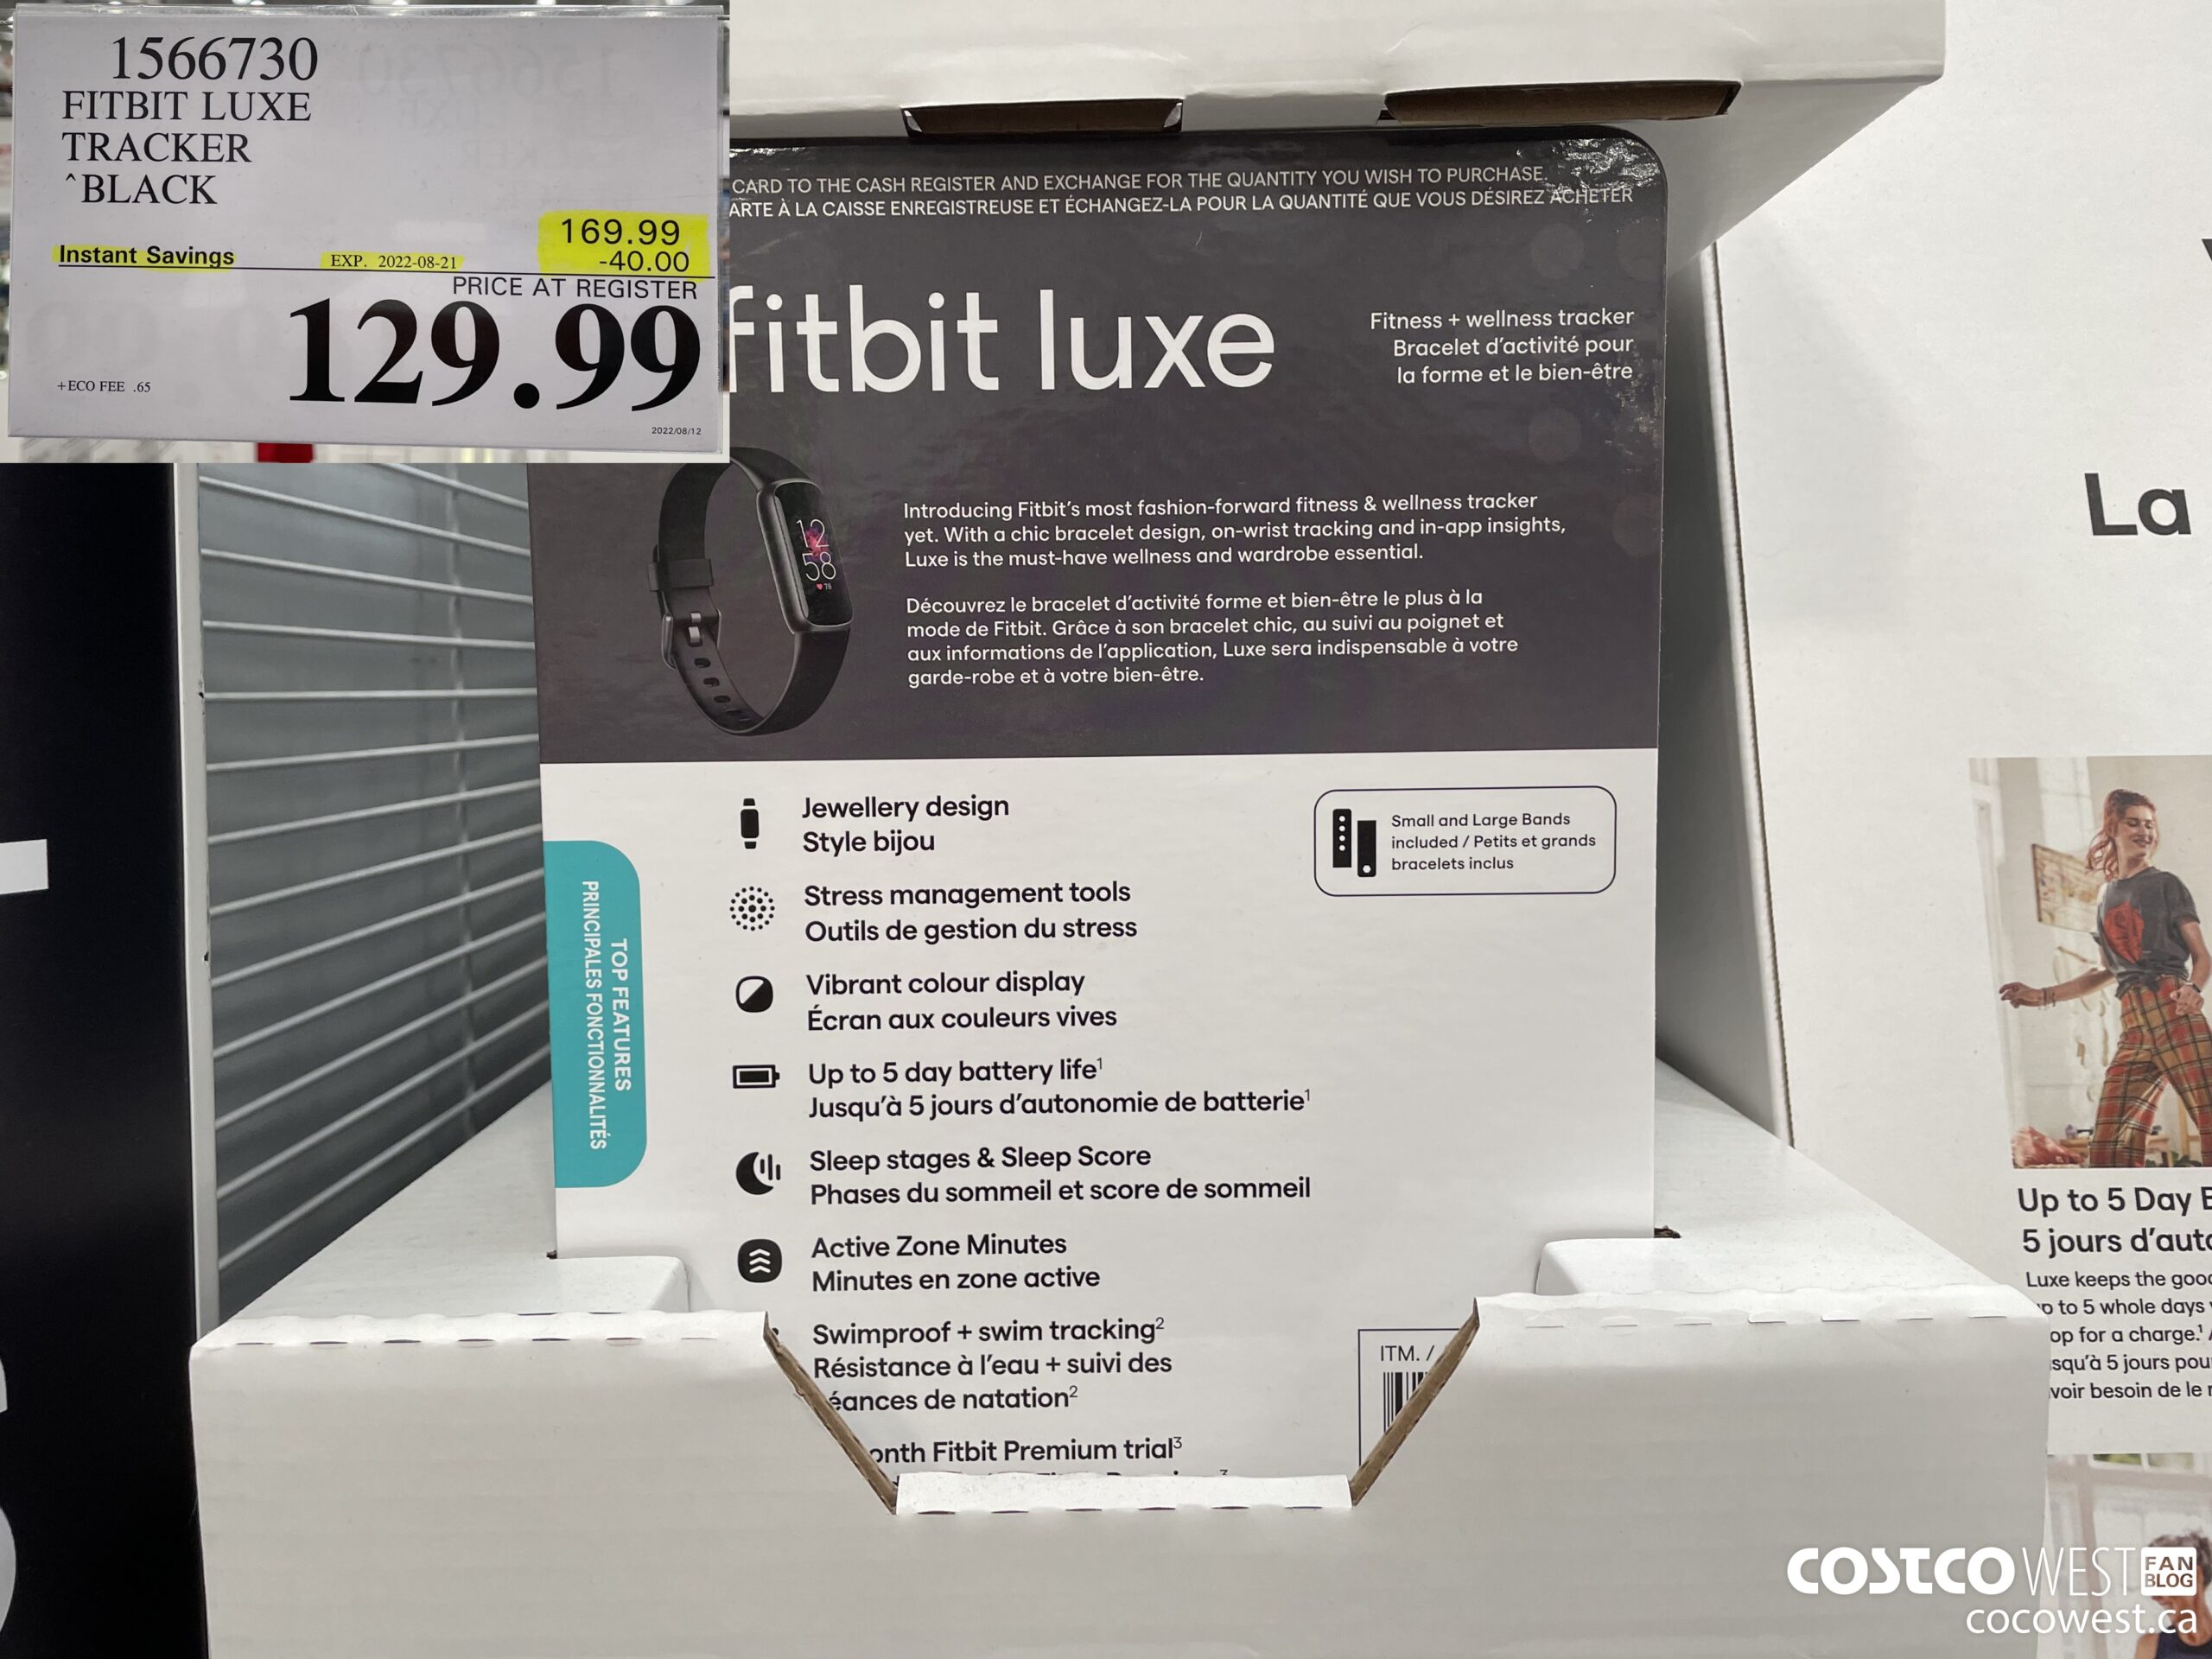 1566730
FITBIT LUXE
TRACKER
^BLACK
169.99
Instant Savings EXP. 2022-08-21 -40.00
PRICE AT REGISTER
129.99
+ECO FEE .65
2022/08/12
CARD TO THE CASH REGISTER AND EXCHANGE FOR THE QUANTITY YOU WISH TO PURCHASE.
ARTE À LA CAISSE ENREGISTREUSE ET ÉCHANGEZ-LA POUR LA QUANTITÉ QUE VOUS DÉSIREZ ACHETER
fitbit luxe
Fitness + wellness tracker
Bracelet d'activité pour
la forme et le bien-être
12
58
78
Introducing Fitbit's most fashion-forward fitness & wellness tracker
yet. With a chic bracelet design, on-wrist tracking and in-app insights,
Luxe is the must-have wellness and wardrobe essential.
Découvrez le bracelet d'activité forme et bien-être le plus à la
mode de Fitbit. Grâce à son bracelet chic, au suivi au poignet et
aux informations de l'application, Luxe sera indispensable à votre
garde-robe et à votre bien-être.
TOP FEATURES
PRINCIPALES FONCTIONNALITÉS
Jewellery design
Style bijou
Small and Large Bands
included / Petits et grands
bracelets inclus
Stress management tools
Outils de gestion du stress
Vibrant colour display
Écran aux couleurs vives
Up to 5 day battery life¹
Jusqu'à 5 jours d'autonomie de batterie¹
Sleep stages & Sleep Score
Phases du sommeil et score de sommeil
Active Zone Minutes
Minutes en zone active
Swimproof + swim tracking²
Résistance à l'eau + suivi des
éances de natation²
onth Fitbit Premium trial³
ITM. /
La
Up to 5 Day
5 jours d'auto
Luxe keeps the good
to 5 whole days
op for a charge.¹
squ'à 5 jours pou
voir besoin de le
COSTCO WEST FAN BLOG
cocowest.ca